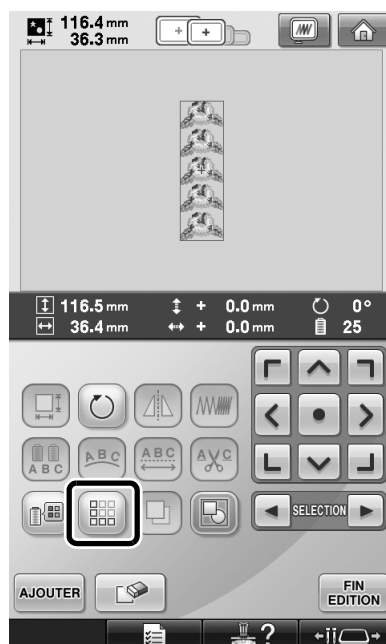 116.4 mm
36.3 mm
116.5 mm + 0.0 mm 0°
36.4 mm + 0.0 mm 25
A B C A B C A B C A C
SELECTION
AJOUTER FIN EDITION
?